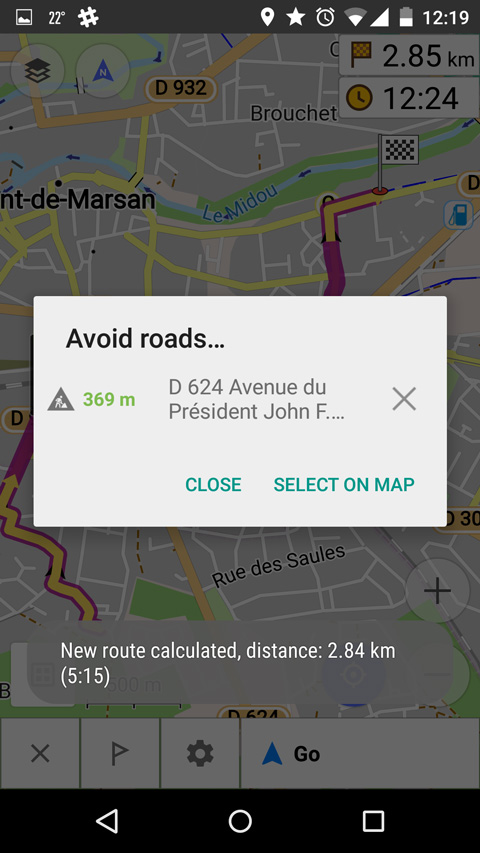 22°
12:19
2.85 km
D 932
12:24
Brouchet
nt-de-Marsan
Le Midou
D
Avoid roads...
369 m
D 624 Avenue du
Président John F....
D
CLOSE
SELECT ON MAP
D 30
Rue des Saules
New route calculated, distance: 2.84 km
(5:15)
500 m
B
D 624
Go